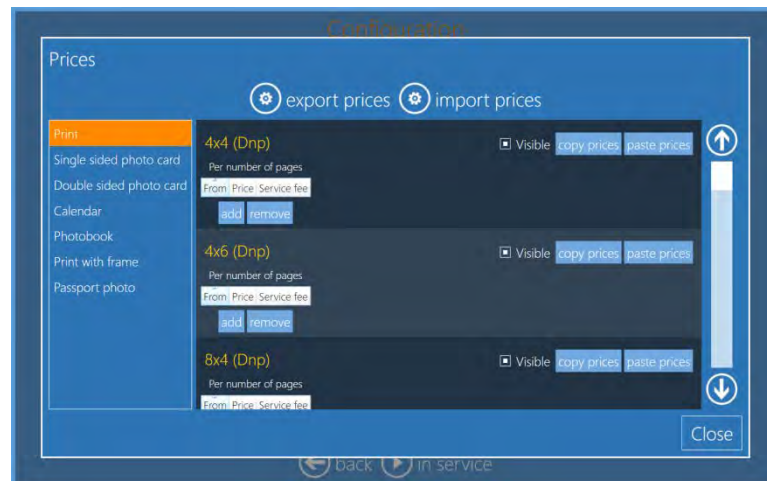 Configuration
Prices
export prices import prices
Print
Single sided photo card
Double sided photo card
Calendar
Photobook
Print with frame
Passport photo
4x4 (Dnp) Visible copy prices paste prices
Per number of pages
From Price Service fee
add remove
4x6 (Dnp) Visible copy prices paste prices
Per number of pages
From Price Service fee
add remove
8x4 (Dnp) Visible copy prices paste prices
Per number of pages
From Price Service fee
Close
back in service